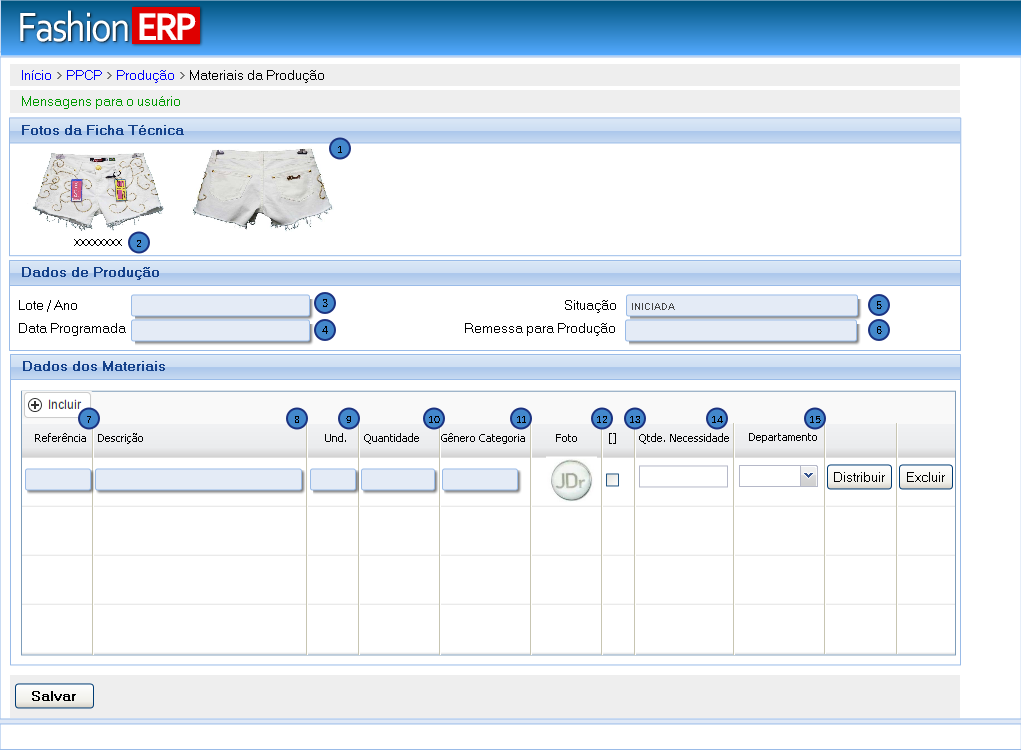 Fashion ERP
Início > PPCP > Produção > Materiais da Produção
Mensagens para o usuário
Fotos da Ficha Técnica
1
xxxxxxxx 2
Dados de Produção
Lote / Ano 3 Situação INICIADA 5
Data Programada 4 Remessa para Produção 6
Dados dos Materiais
Incluir
7 8 9 10 11 12 13 14 15
Referência Descrição Und. Quantidade Gênero Categoria Foto [] Qtde. Necessidade Departamento
JDr Distribuir Excluir
Salvar